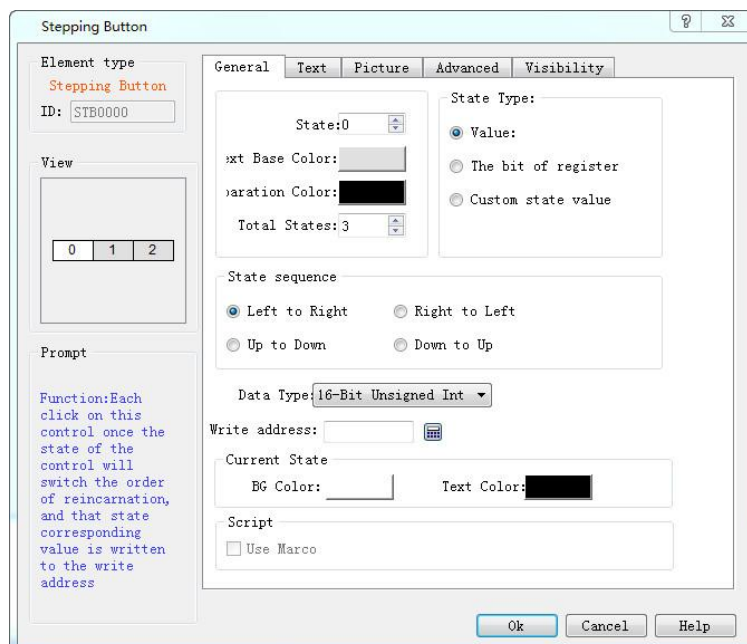 Stepping Button
Element type
Stepping Button
ID: STB0000
View
0 1 2
Prompt
Function:Each
click on this
control once the
state of the
control will
switch the order
of reincarnation,
and that state
corresponding
value is written
to the write
address
General Text Picture Advanced Visibility
State:0
ext Base Color:
paration Color:
Total States:3
State Type:
Value:
The bit of register
Custom state value
State sequence
Left to Right Right to Left
Up to Down Down to Up
Data Type:16-Bit Unsigned Int
Write address:
Current State
BG Color: Text Color:
Script
Use Marco
Ok Cancel Help